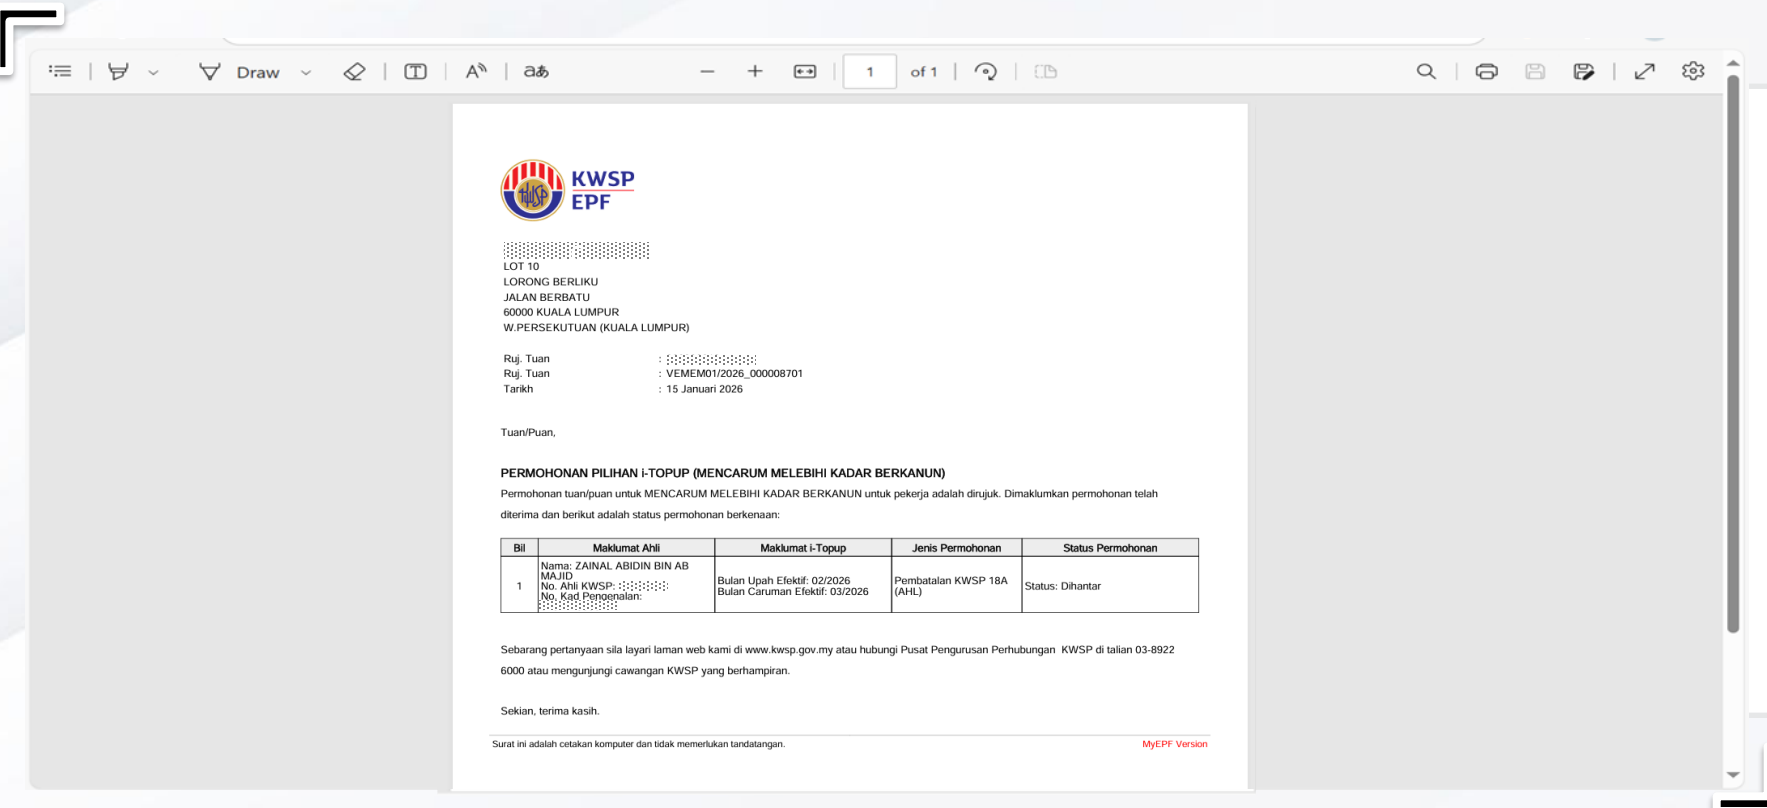 Draw
aあ
1 of 1
KWSP
EPF
LOT 10
LORONG BERLIKU
JALAN BERBATU
60000 KUALA LUMPUR
W.PERSEKUTUAN (KUALA LUMPUR)
Ruj. Tuan :
Ruj. Tuan : VEMEM01/2026_000008701
Tarikh : 15 Januari 2026
Tuan/Puan,
PERMOHONAN PILIHAN i-TOPUP (MENCARUM MELEBIHI KADAR BERKANUN)
Permohonan tuan/puan untuk MENCARUM MELEBIHI KADAR BERKANUN untuk pekerja adalah dirujuk. Dimaklumkan permohonan telah
diterima dan berikut adalah status permohonan berkenaan:
Bil Maklumat Ahli Maklumat i-Topup Jenis Permohonan Status Permohonan
1
Nama: ZAINAL ABIDIN BIN AB
MAJID
No. Ahli KWSP:
No. Kad Pengenalan:
Bulan Upah Efektif: 02/2026
Bulan Caruman Efektif: 03/2026
Pembatalan KWSP 18A
(AHL)
Status: Dihantar
Sebarang pertanyaan sila layari laman web kami di www.kwsp.gov.my atau hubungi Pusat Pengurusan Perhubungan KWSP di talian 03-8922
6000 atau mengunjungi cawangan KWSP yang berhampiran.
Sekian, terima kasih.
Surat ini adalah cetakan komputer dan tidak memerlukan tandatangan.
MyEPF Version